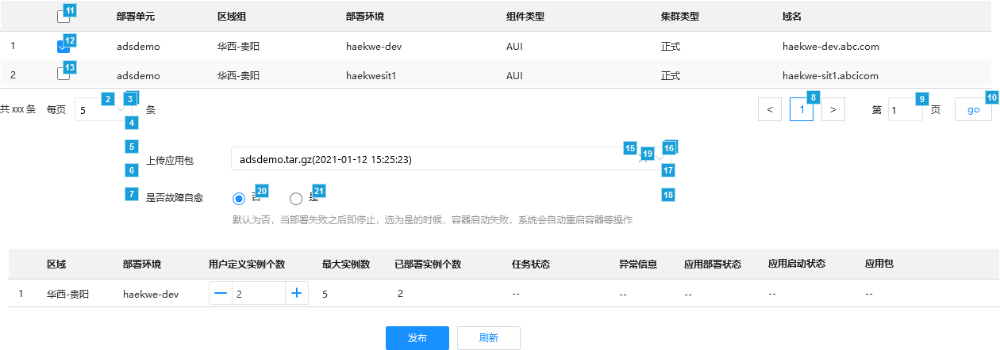 11
部署单元 区域组 部署环境 组件类型 集群类型 域名
1 12 adsdemo 华西-贵阳 haekwe-dev AUI 正式 haekwe-dev.abc.com
2 13 adsdemo 华西-贵阳 haekwesit1 AUI 正式 haekwe-sit1.abcicom
共 xxx 条 每页 5 2 3 条 < 1 8 > 第 1 9 页 go 10
4
5 15 19 16
上传应用包 adsdemo.tar.gz(2021-01-12 15:25:23)
6 17
7 是否故障自愈 否 20 是 21 18
默认为否，当部署失败之后即停止，选为是的时候，容器启动失败，系统会自动重启容器等操作
区域 部署环境 用户定义实例个数 最大实例数 已部署实例个数 任务状态 异常信息 应用部署状态 应用启动状态 应用包
1 华西-贵阳 haekwe-dev — 2 + 5 2 -- -- -- -- --
发布 刷新